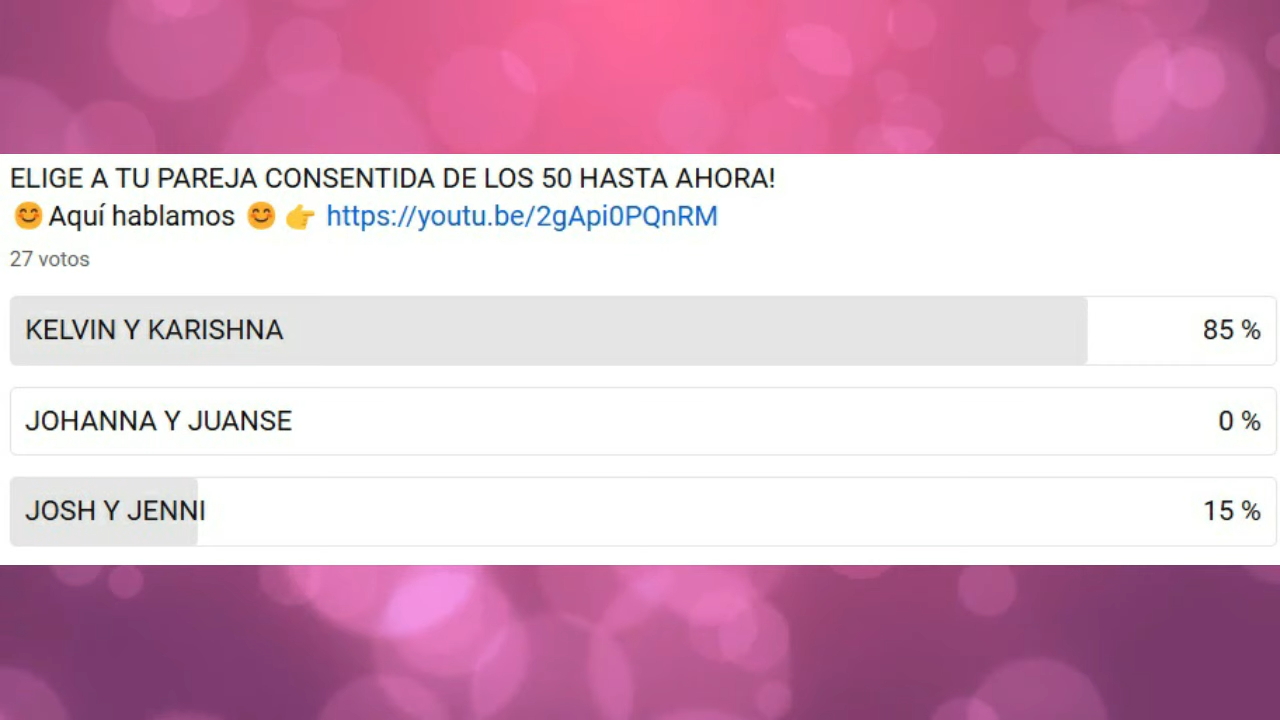 ELIGE A TU PAREJA CONSENTIDA DE LOS 50 HASTA AHORA!
😊 Aquí hablamos 😊 👉 https://youtu.be/2gApi0PQnRM
27 votos
KELVIN Y KARISHNA 85 %
JOHANNA Y JUANSE 0 %
JOSH Y JENNI 15 %